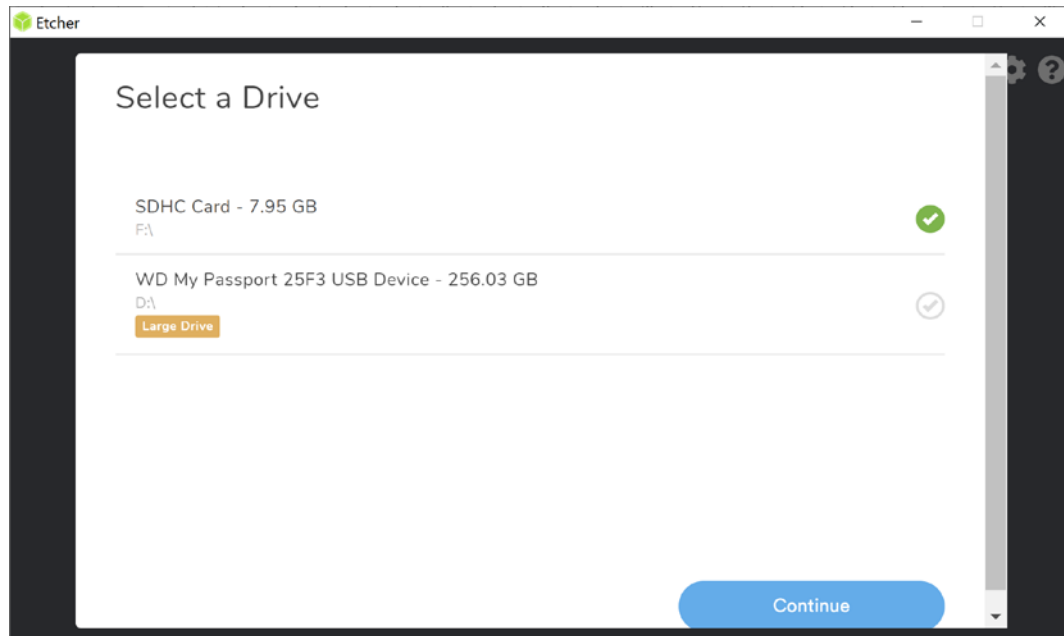 Etcher
Select a Drive
SDHC Card - 7.95 GB
F:\
WD My Passport 25F3 USB Device - 256.03 GB
D:\
Large Drive
Continue